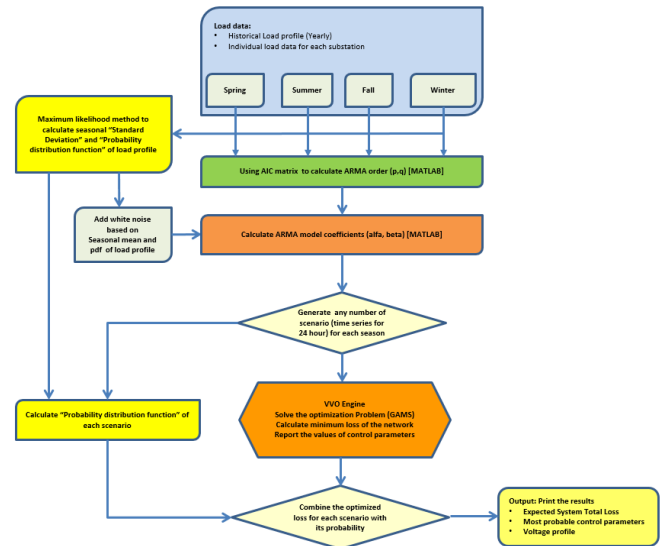 Load data:
• Historical Load profile (Yearly)
• Individual load data for each substation
Spring
Summer
Fall
Winter
Maximum likelihood method to
calculate seasonal “Standard
Deviation” and “Probability
distribution function” of load profile
Using AIC matrix to calculate ARMA order (p,q) [MATLAB]
Add white noise
based on
Seasonal mean and
pdf of load profile
Calculate ARMA model coefficients (alfa, beta) [MATLAB]
Generate any number of
scenario (time series for
24 hour) for each season
Calculate “Probability distribution function” of
each scenario
VVO Engine
Solve the optimization Problem (GAMS)
Calculate minimum loss of the network
Report the values of control parameters
Combine the optimized
loss for each scenario with
its probability
Output: Print the results
• Expected System Total Loss
• Most probable control parameters
• Voltage profile